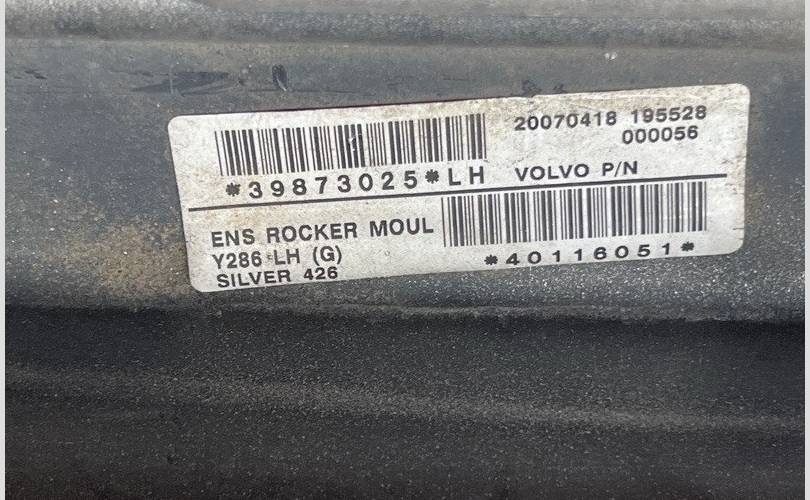 20070418 195528
000056
*39873025*LH VOLVO P/N
ENS ROCKER MOUL
Y286 LH (G)
SILVER 426
*40116051*